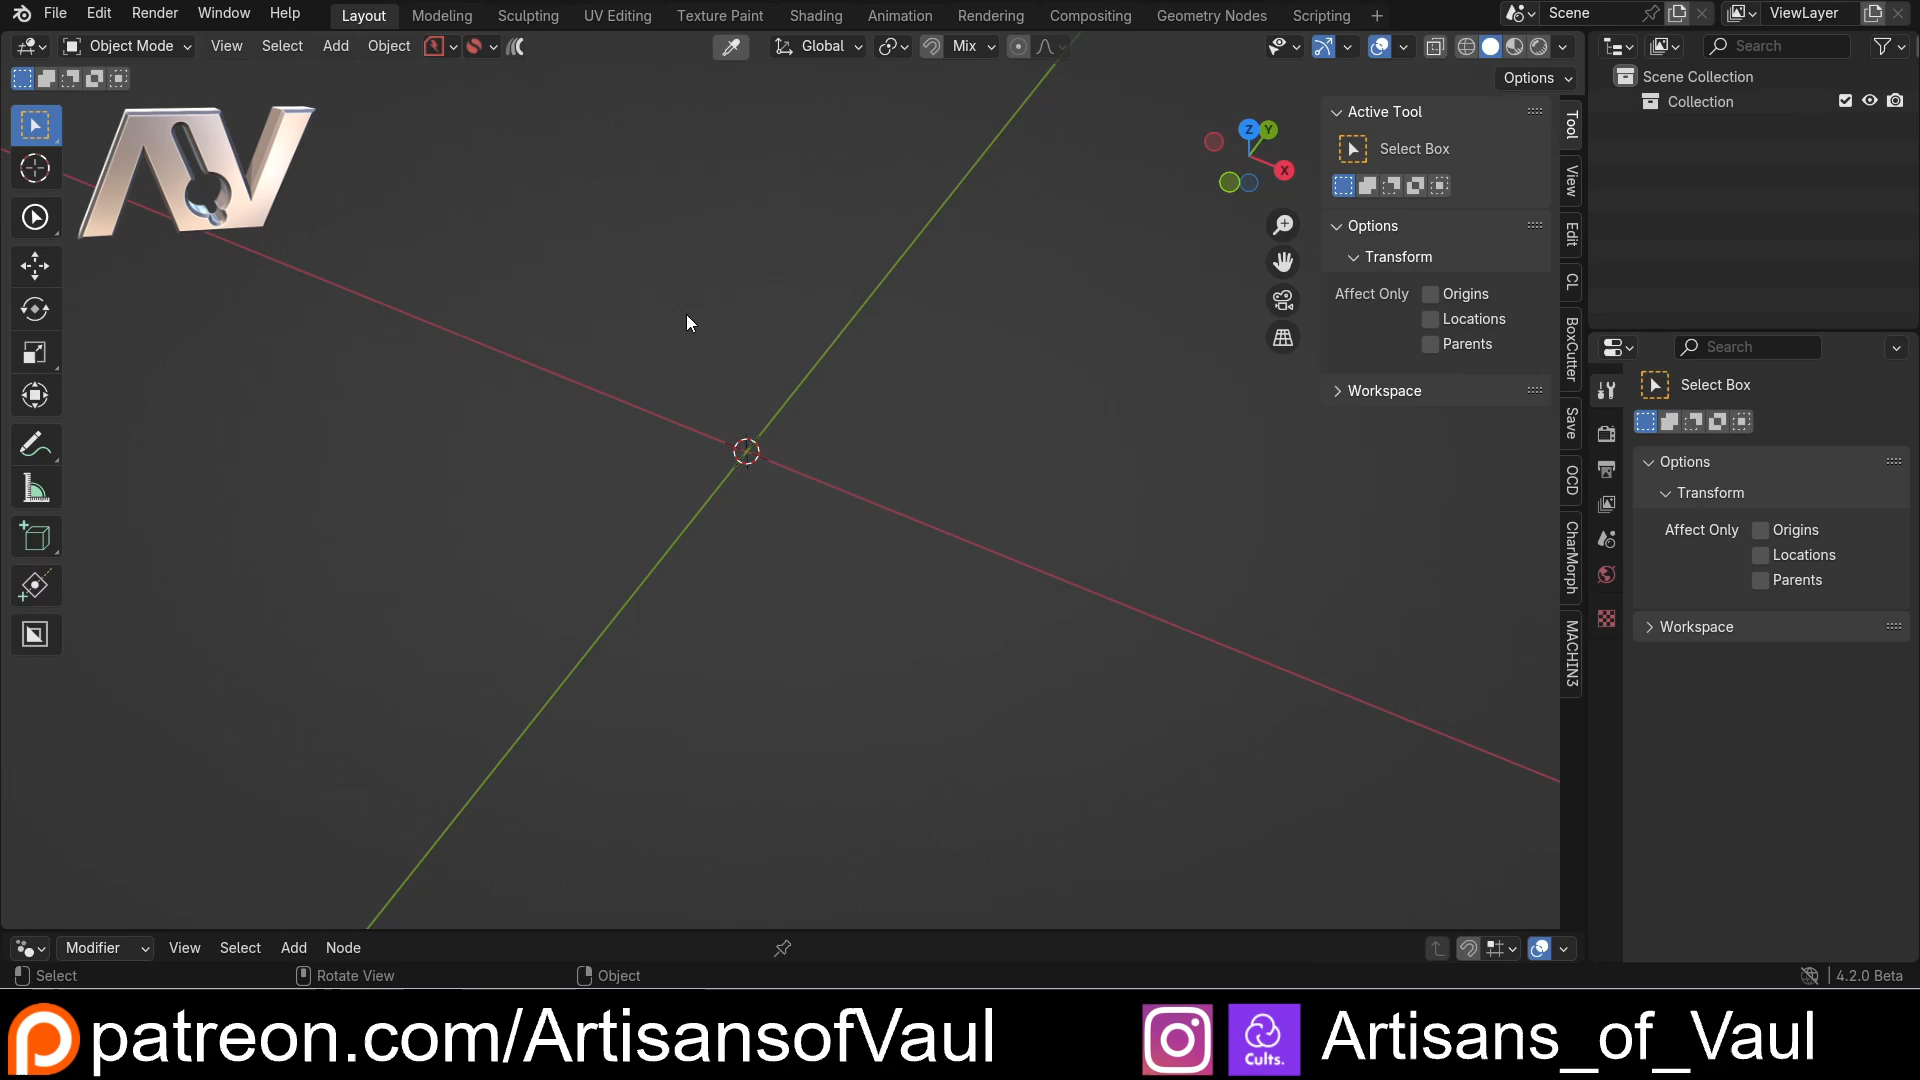 File Edit Render Window Help Layout Modeling Sculpting UV Editing Texture Paint Shading Animation Rendering Compositing Geometry Nodes Scripting + Scene ViewLayer
Object Mode View Select Add Object Global Mix Search
Options
Scene Collection
Collection
AV
Z Y
X
Active Tool
Select Box
Options
Transform
Affect Only Origins
Locations
Parents
Workspace
Tool
View
Edit
CL
BoxCutter
Save
OCD
CharMorph
MACHIN3
Search
Select Box
Options
Transform
Affect Only Origins
Locations
Parents
Workspace
Modifier View Select Add Node
Select Rotate View Object 4.2.0 Beta
patreon.com/ArtisansofVaul Cults. Artisans_of_Vaul